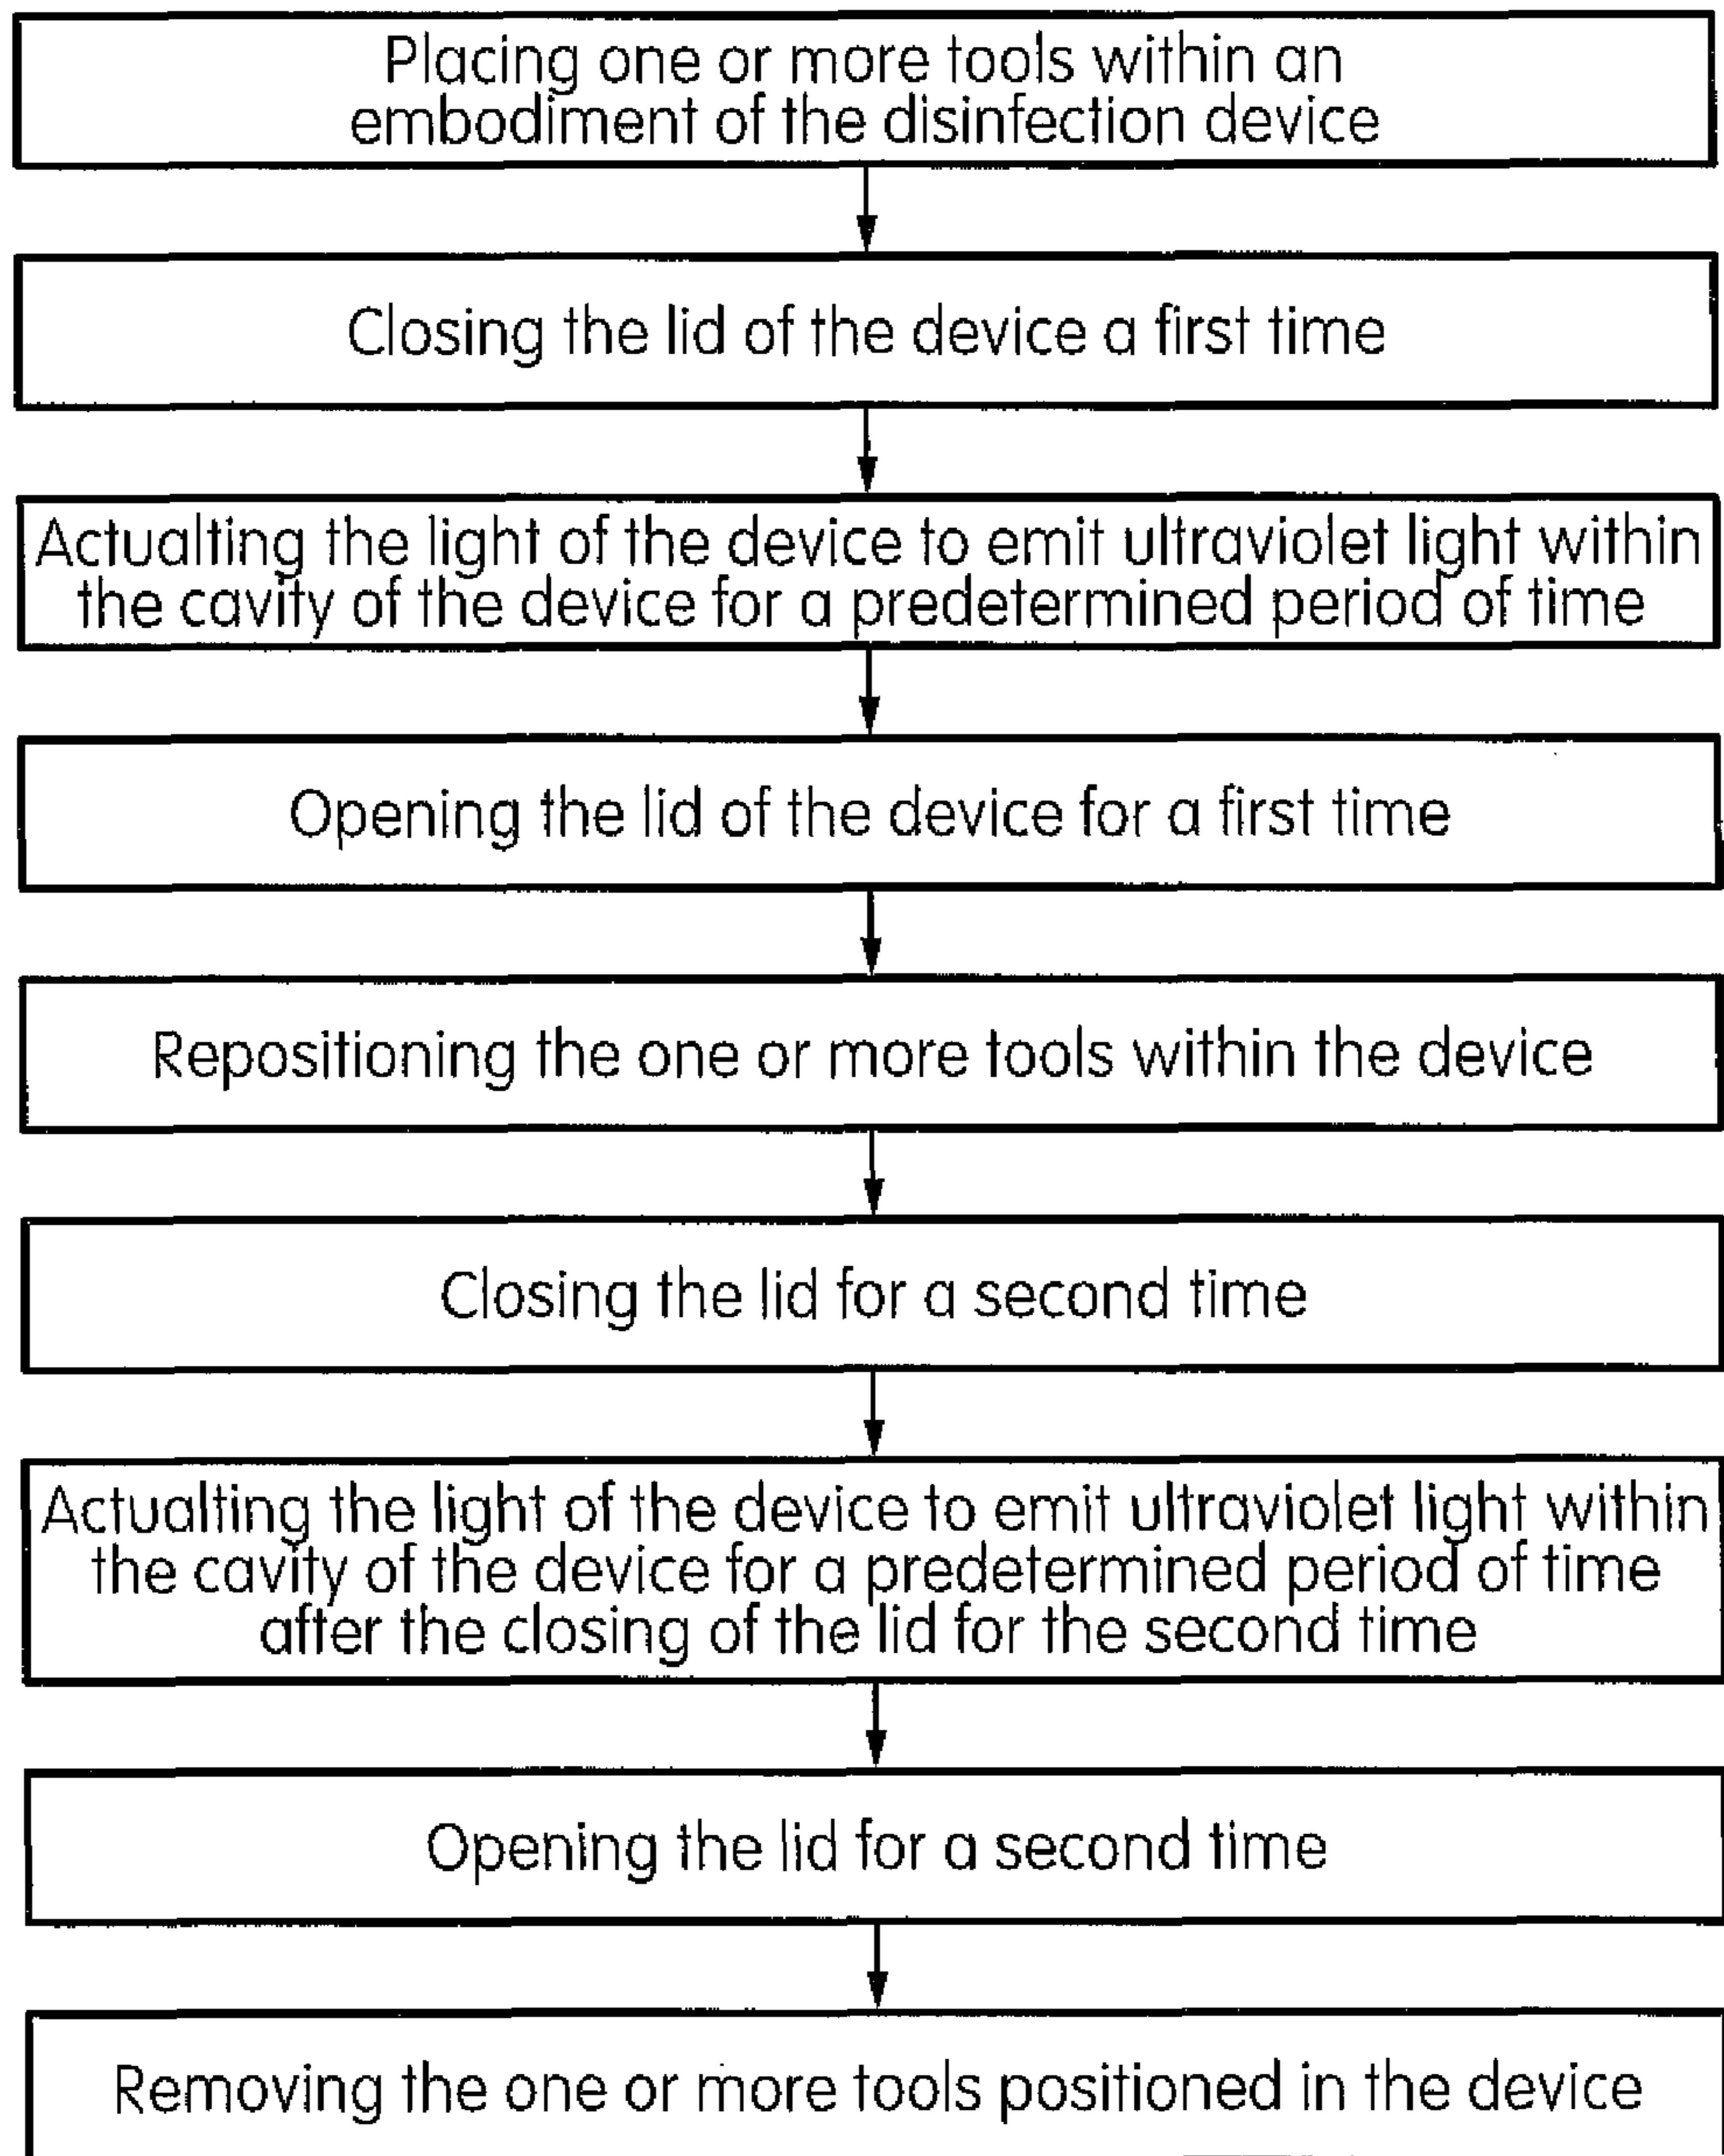 Placing one or more tools within an
embodiment of the disinfection device
Closing the lid of the device a first time
Actualting the light of the device to emit ultraviolet light within
the cavity of the device for a predetermined period of time
Opening the lid of the device for a first time
Repositioning the one or more tools within the device
Closing the lid for a second time
Actualting the light of the device to emit ultraviolet light within
the cavity of the device for a predetermined period of time
after the closing of the lid for the second time
Opening the lid for a second time
Removing the one or more tools positioned in the device